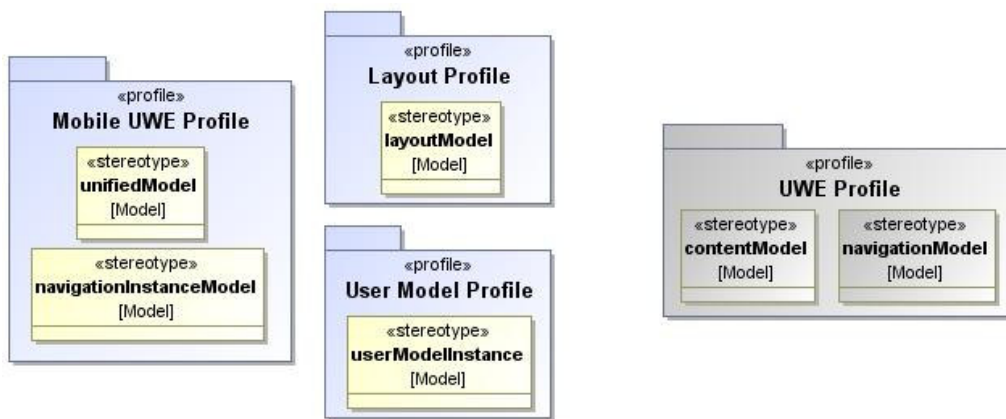 «profile»
Mobile UWE Profile
«stereotype»
unifiedModel
[Model]
«stereotype»
navigationInstanceModel
[Model]
«profile»
Layout Profile
«stereotype»
layoutModel
[Model]
«profile»
User Model Profile
«stereotype»
userModelInstance
[Model]
«profile»
UWE Profile
«stereotype»
contentModel
[Model]
«stereotype»
navigationModel
[Model]